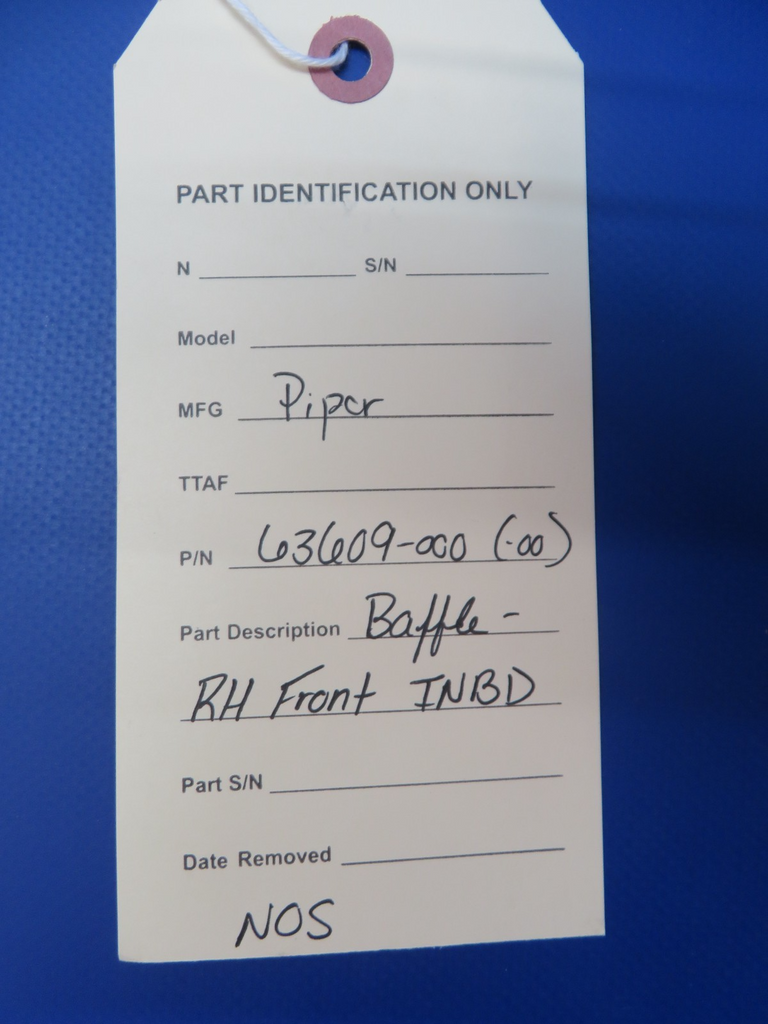 PART IDENTIFICATION ONLY
N S/N
Model
MFG Piper
TTAF
P/N 63609-000 (-00)
Part Description Baffle -
RH Front INBD
Part S/N
Date Removed
NOS